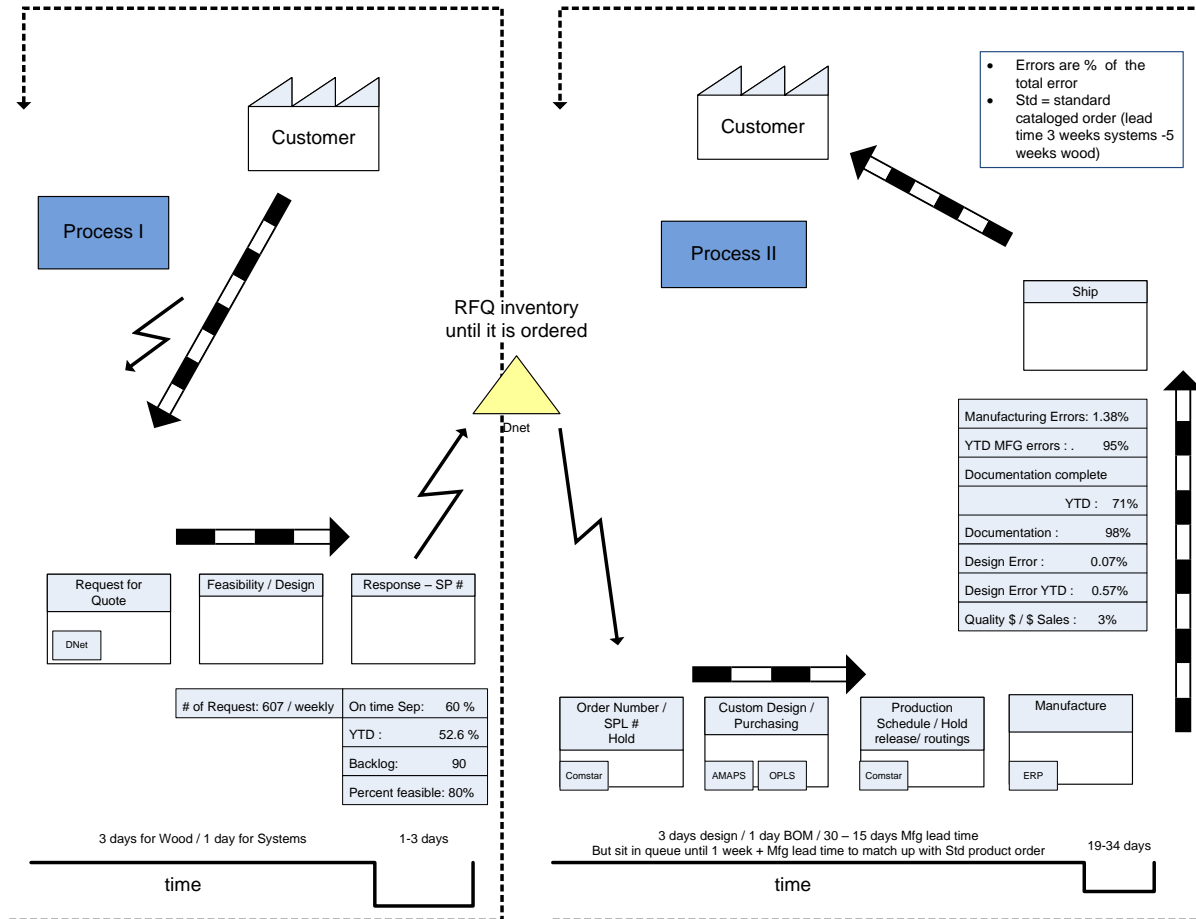 Customer
Process I
Request for
Quote
DNet
Feasibility / Design
Response – SP #
# of Request: 607 / weekly
On time Sep: 60 %
YTD : 52.6 %
Backlog: 90
Percent feasible: 80%
3 days for Wood / 1 day for Systems
1-3 days
time
RFQ inventory
until it is ordered
Dnet
Customer
Process II
• Errors are % of the
total error
• Std = standard
cataloged order (lead
time 3 weeks systems -5
weeks wood)
Ship
Manufacturing Errors: 1.38%
YTD MFG errors : . 95%
Documentation complete
YTD : 71%
Documentation : 98%
Design Error : 0.07%
Design Error YTD : 0.57%
Quality $ / $ Sales : 3%
Order Number /
SPL #
Hold
Comstar
Custom Design /
Purchasing
AMAPS
OPLS
Production
Schedule / Hold
release/ routings
Comstar
Manufacture
ERP
3 days design / 1 day BOM / 30 – 15 days Mfg lead time
But sit in queue until 1 week + Mfg lead time to match up with Std product order
19-34 days
time